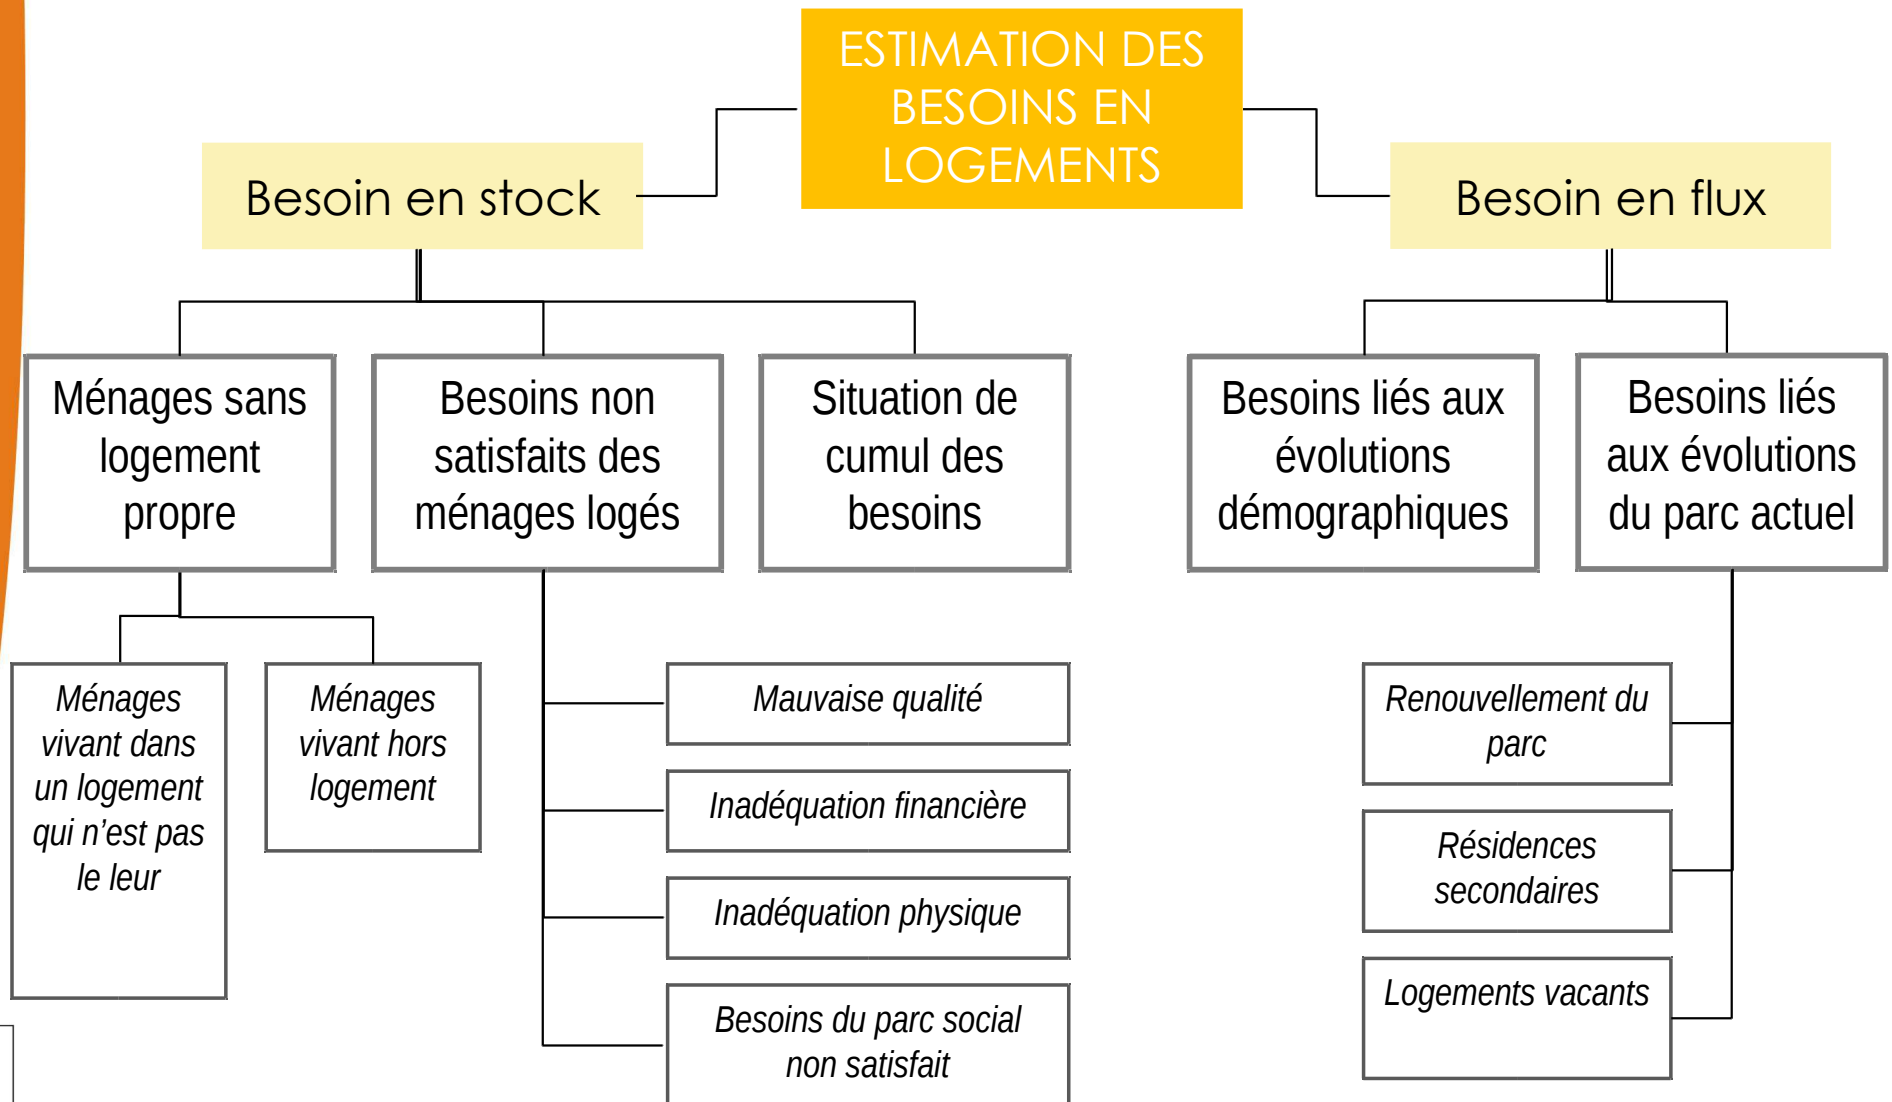 ESTIMATION DES
BESOINS EN
LOGEMENTS
Besoin en stock
Besoin en flux
Ménages sans
logement
propre
Besoins non
satisfaits des
ménages logés
Situation de
cumul des
besoins
Besoins liés aux
évolutions
démographiques
Besoins liés
aux évolutions
du parc actuel
Ménages
vivant dans
un logement
qui n’est pas
le leur
Ménages
vivant hors
logement
Mauvaise qualité
Inadéquation financière
Inadéquation physique
Besoins du parc social
non satisfait
Renouvellement du
parc
Résidences
secondaires
Logements vacants